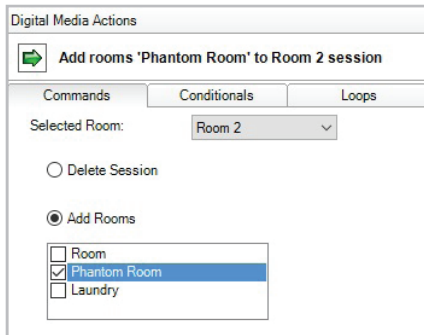 Digital Media Actions
Add rooms 'Phantom Room' to Room 2 session
Commands Conditionals Loops
Selected Room: Room 2
Delete Session
Add Rooms
Room
Phantom Room
Laundry